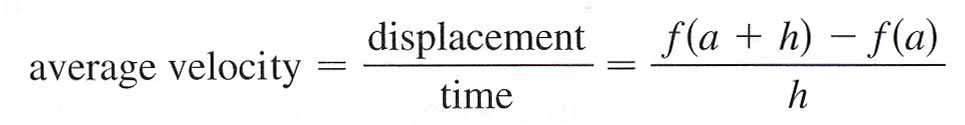 average velocity = displacement / time = f(a + h) − f(a) / h